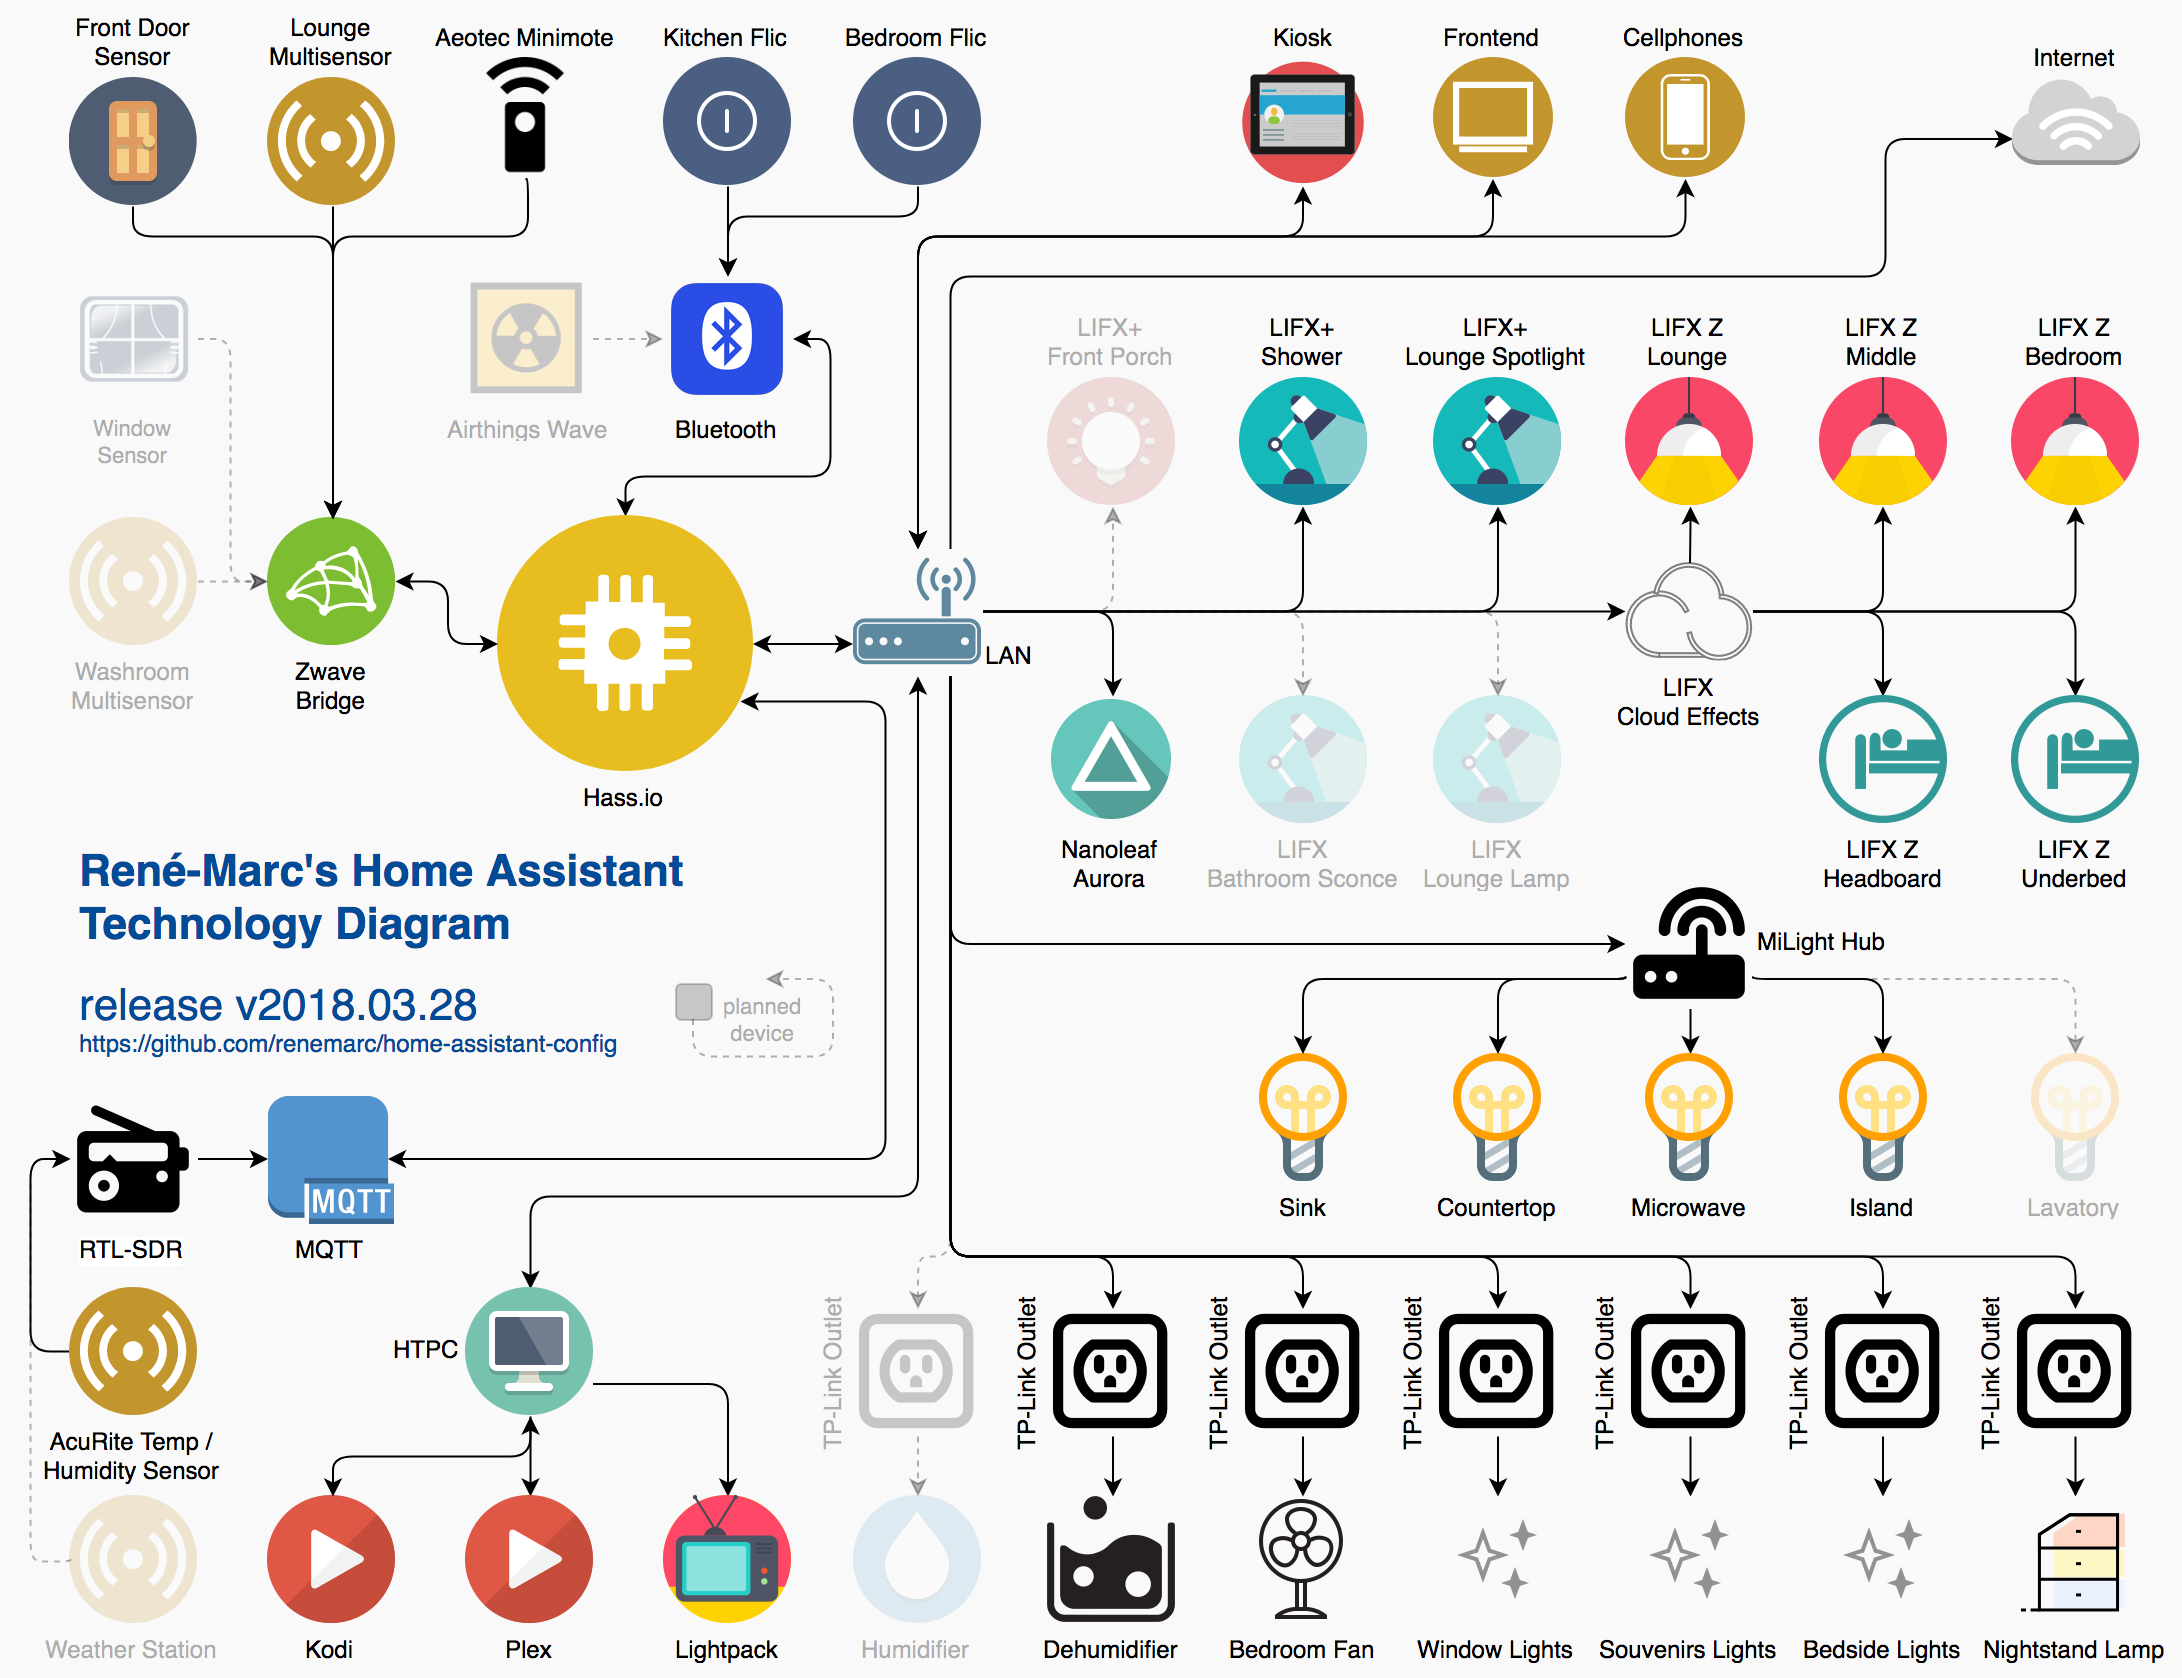 Front Door
Sensor
Lounge
Multisensor
Aeotec Minimote
Kitchen Flic
Bedroom Flic
Kiosk
Frontend
Cellphones
Internet
Window
Sensor
Airthings Wave
Bluetooth
LIFX+
Front Porch
LIFX+
Shower
LIFX+
Lounge Spotlight
LIFX Z
Lounge
LIFX Z
Middle
LIFX Z
Bedroom
Washroom
Multisensor
Zwave
Bridge
Hass.io
LAN
LIFX
Cloud Effects
Nanoleaf
Aurora
LIFX
Bathroom Sconce
LIFX
Lounge Lamp
LIFX Z
Headboard
LIFX Z
Underbed
René-Marc's Home Assistant
Technology Diagram
release v2018.03.28
https://github.com/renemarc/home-assistant-config
planned
device
MiLight Hub
Sink
Countertop
Microwave
Island
Lavatory
RTL-SDR
MQTT
MQTT
HTPC
AcuRite Temp /
Humidity Sensor
TP-Link Outlet
TP-Link Outlet
TP-Link Outlet
TP-Link Outlet
TP-Link Outlet
TP-Link Outlet
TP-Link Outlet
Weather Station
Kodi
Plex
Lightpack
Humidifier
Dehumidifier
Bedroom Fan
Window Lights
Souvenirs Lights
Bedside Lights
Nightstand Lamp